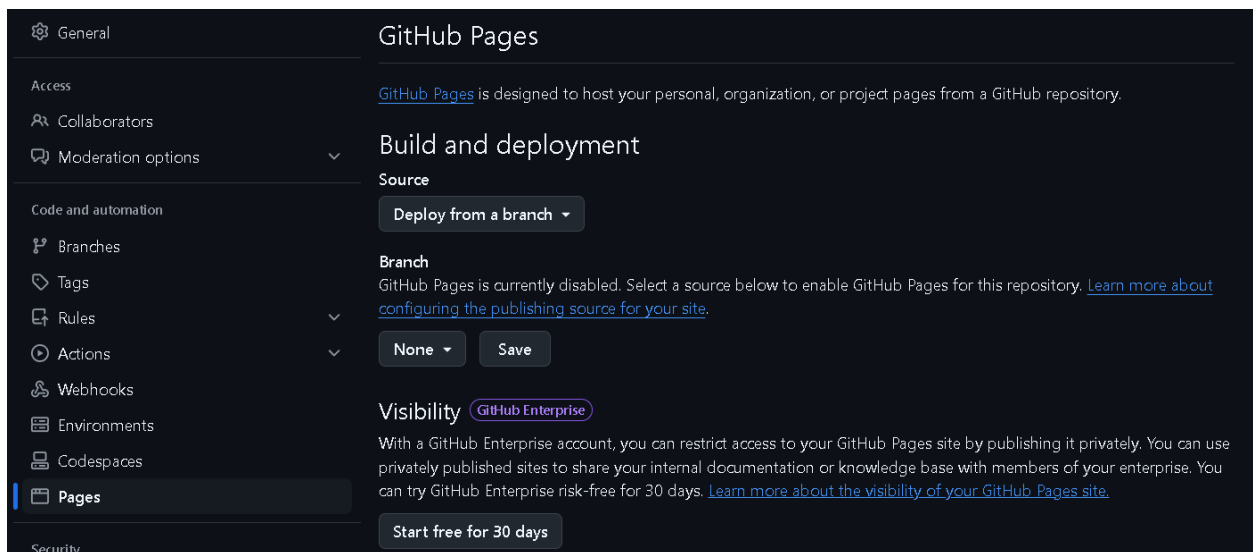 General
Access
Collaborators
Moderation options
Code and automation
Branches
Tags
Rules
Actions
Webhooks
Environments
Codespaces
Pages
Security
GitHub Pages
GitHub Pages is designed to host your personal, organization, or project pages from a GitHub repository.
Build and deployment
Source
Deploy from a branch
Branch
GitHub Pages is currently disabled. Select a source below to enable GitHub Pages for this repository. Learn more about
configuring the publishing source for your site.
None Save
Visibility GitHub Enterprise
With a GitHub Enterprise account, you can restrict access to your GitHub Pages site by publishing it privately. You can use
privately published sites to share your internal documentation or knowledge base with members of your enterprise. You
can try GitHub Enterprise risk-free for 30 days. Learn more about the visibility of your GitHub Pages site.
Start free for 30 days